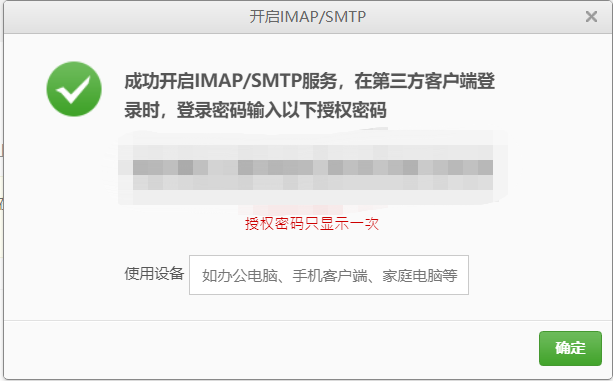 开启IMAP/SMTP
成功开启IMAP/SMTP服务，在第三方客户端登
录时，登录密码输入以下授权密码
授权密码只显示一次
使用设备 如办公电脑、手机客户端、家庭电脑等
确定